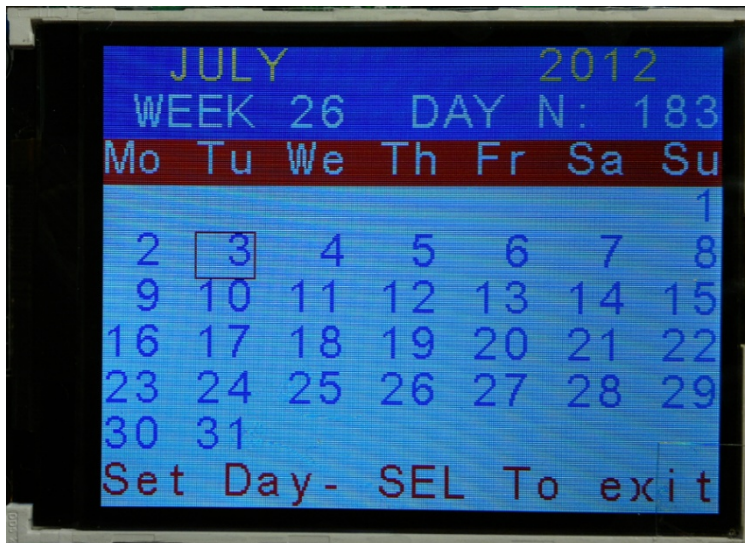 JULY 2012
WEEK 26 DAY N: 183
Mo Tu We Th Fr Sa Su
1
2 3 4 5 6 7 8
9 10 11 12 13 14 15
16 17 18 19 20 21 22
23 24 25 26 27 28 29
30 31
Set Day- SEL To exit